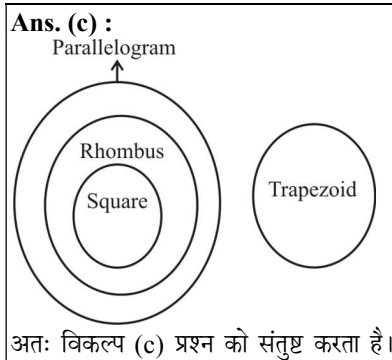 Ans. (c) :
Parallelogram
Rhombus
Square
Trapezoid
अतः विकल्प (c) प्रश्न को संतुष्ट करता है।